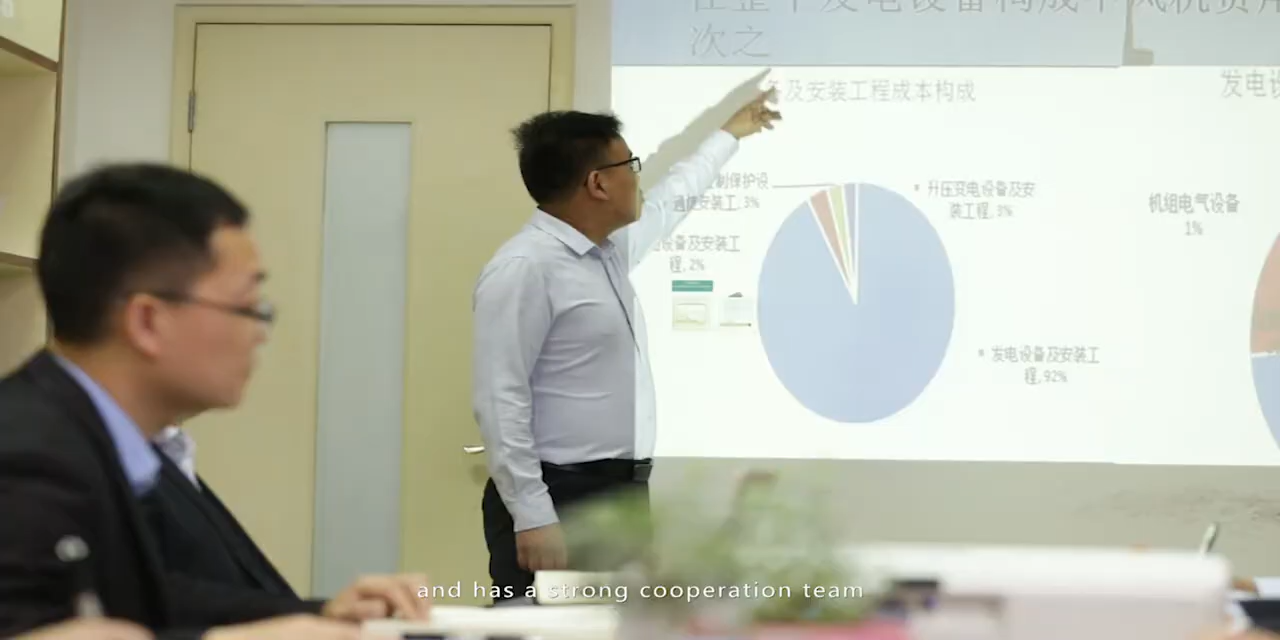 次之
备及安装工程成本构成
发电设
制保护设
通信安装工, 3%
升压变电设备及安
装工程, 3%
设备及安装工
程, 2%
机组电气设备
1%
发电设备及安装工
程, 92%
and has a strong cooperation team